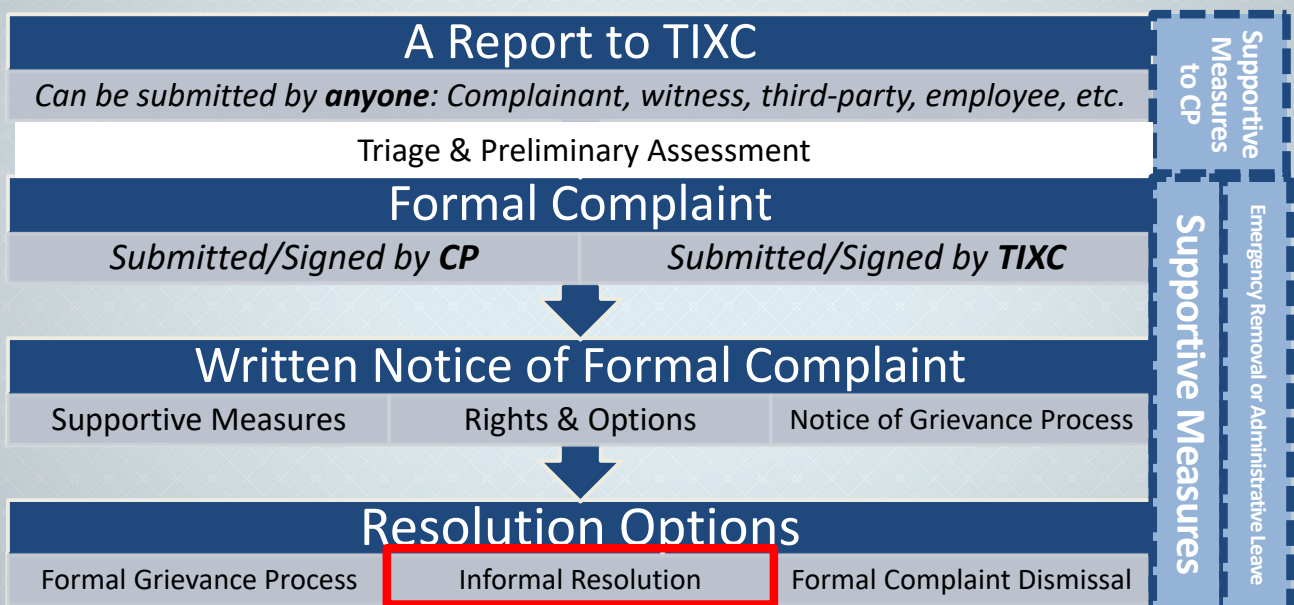 A Report to TIXC
Can be submitted by anyone: Complainant, witness, third-party, employee, etc.
Triage & Preliminary Assessment
Formal Complaint
Submitted/Signed by CP
Submitted/Signed by TIXC
Written Notice of Formal Complaint
Supportive Measures
Rights & Options
Notice of Grievance Process
Resolution Options
Formal Grievance Process
Informal Resolution
Formal Complaint Dismissal
Supportive
Measures
to CP
Supportive Measures
Emergency Removal or Administrative Leave